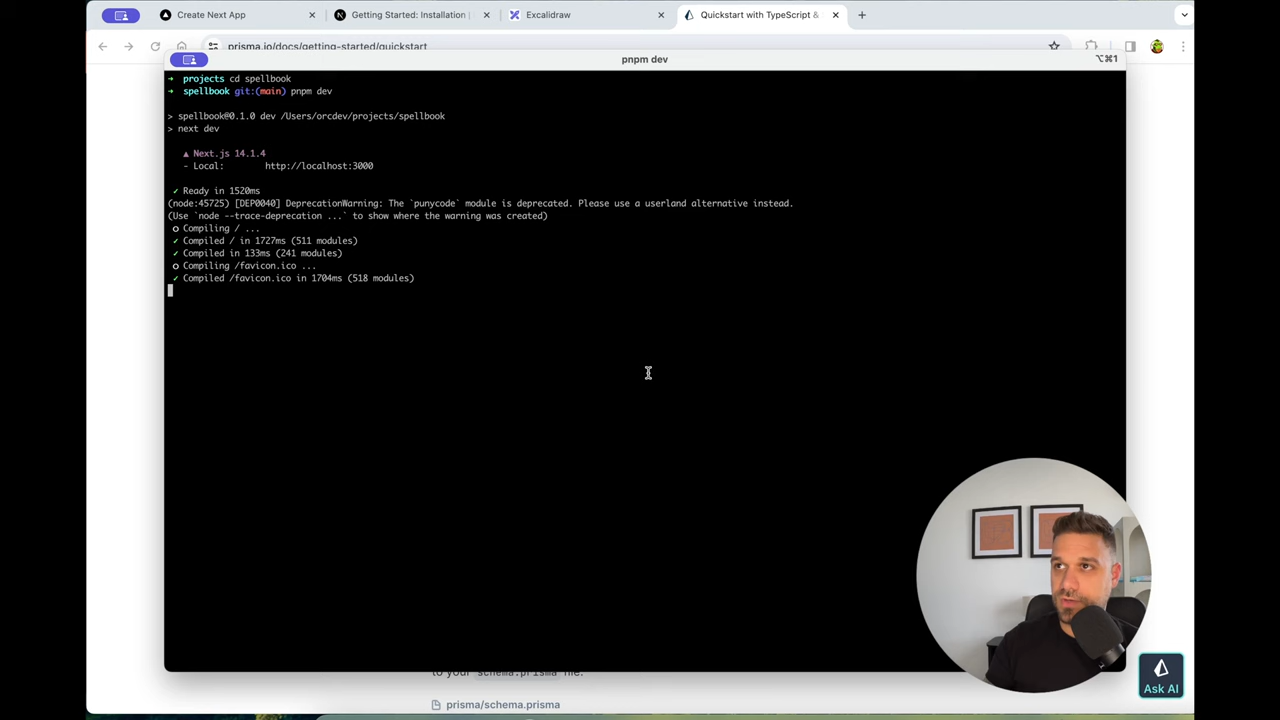 Create Next App
Getting Started: Installation
Excalidraw
Quickstart with TypeScript &
prisma.io/docs/getting-started/quickstart
pnpm dev
⌥⌘1
➜ projects cd spellbook
➜ spellbook git:(main) pnpm dev
> spellbook@0.1.0 dev /Users/orcdev/projects/spellbook
> next dev
▲ Next.js 14.1.4
- Local: http://localhost:3000
✓ Ready in 1520ms
(node:45725) [DEP0040] DeprecationWarning: The `punycode` module is deprecated. Please use a userland alternative instead.
(Use `node --trace-deprecation ...` to show where the warning was created)
○ Compiling / ...
✓ Compiled / in 1727ms (511 modules)
✓ Compiled in 133ms (241 modules)
○ Compiling /favicon.ico ...
✓ Compiled /favicon.ico in 1704ms (518 modules)
to your schema.prisma file:
prisma/schema.prisma
Ask AI